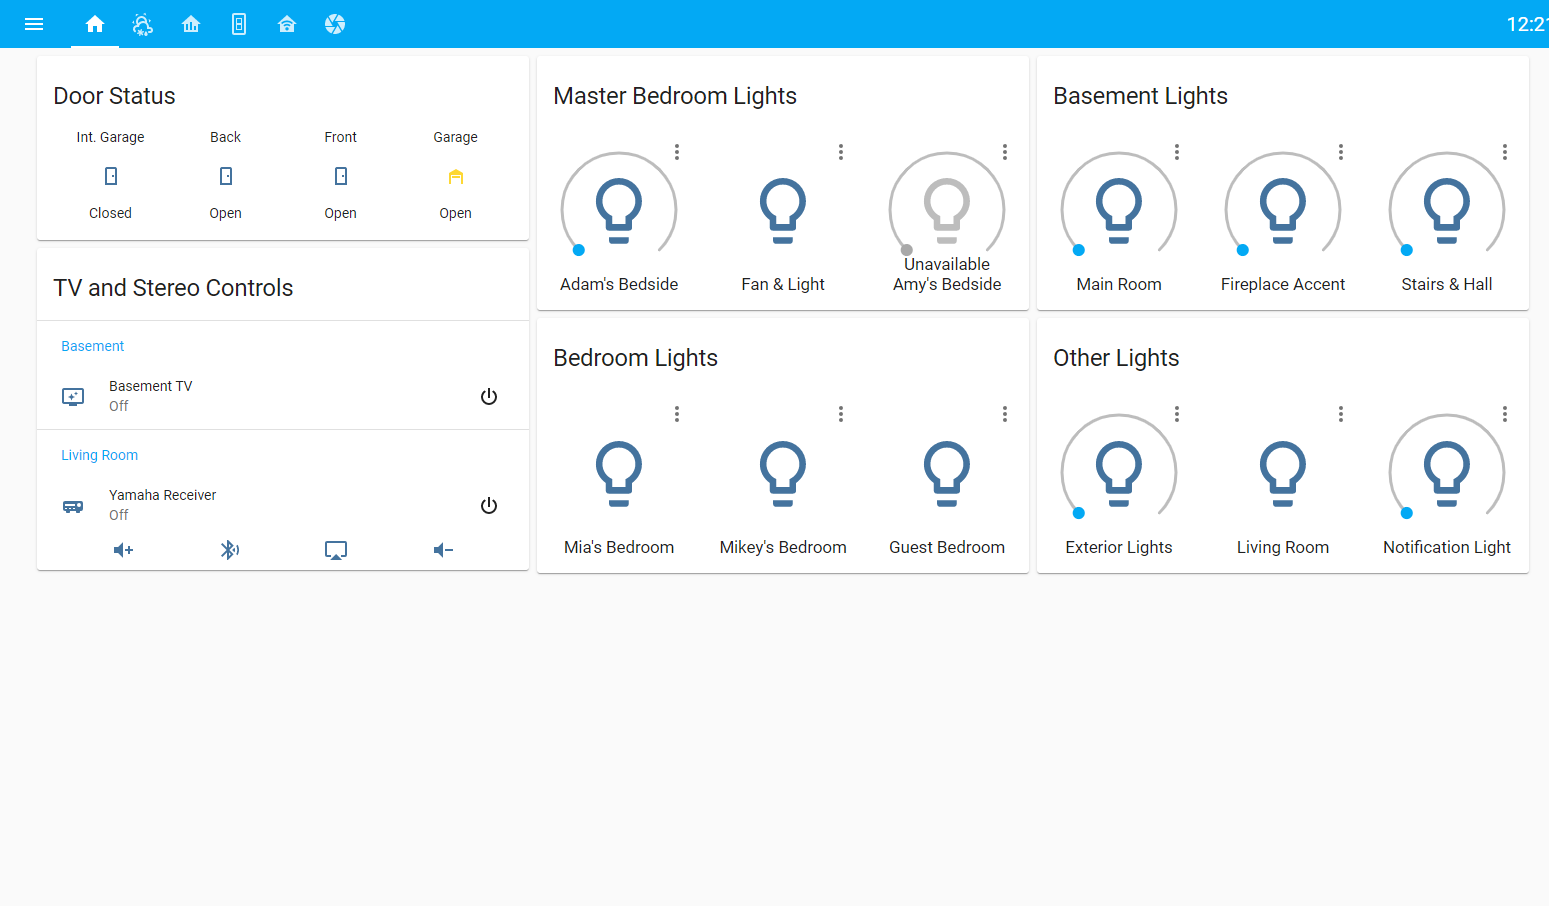 12:2
Door Status
Int. Garage Back Front Garage
Closed Open Open Open
TV and Stereo Controls
Basement
Basement TV
Off
Living Room
Yamaha Receiver
Off
Master Bedroom Lights
Unavailable
Adam's Bedside Fan & Light Amy's Bedside
Bedroom Lights
Mia's Bedroom Mikey's Bedroom Guest Bedroom
Basement Lights
Main Room Fireplace Accent Stairs & Hall
Other Lights
Exterior Lights Living Room Notification Light